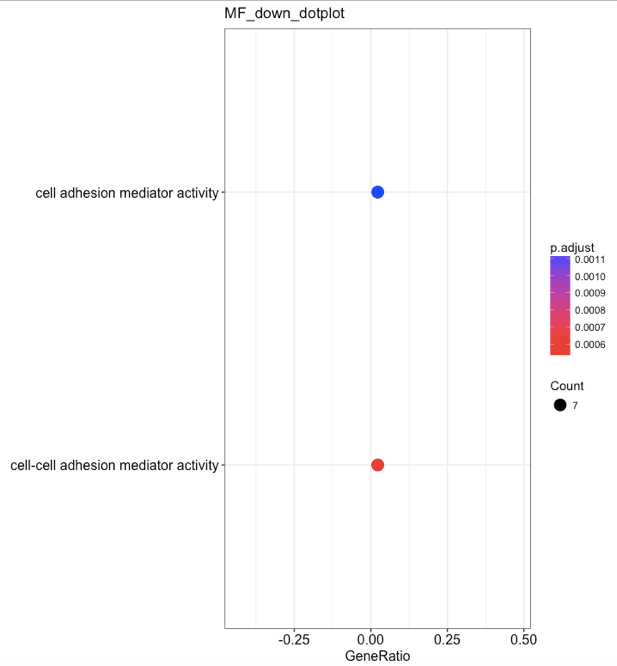 MF_down_dotplot
cell adhesion mediator activity
cell-cell adhesion mediator activity
-0.25
0.00
0.25
0.50
GeneRatio
p.adjust
0.0011
0.0010
0.0009
0.0008
0.0007
0.0006
Count
7